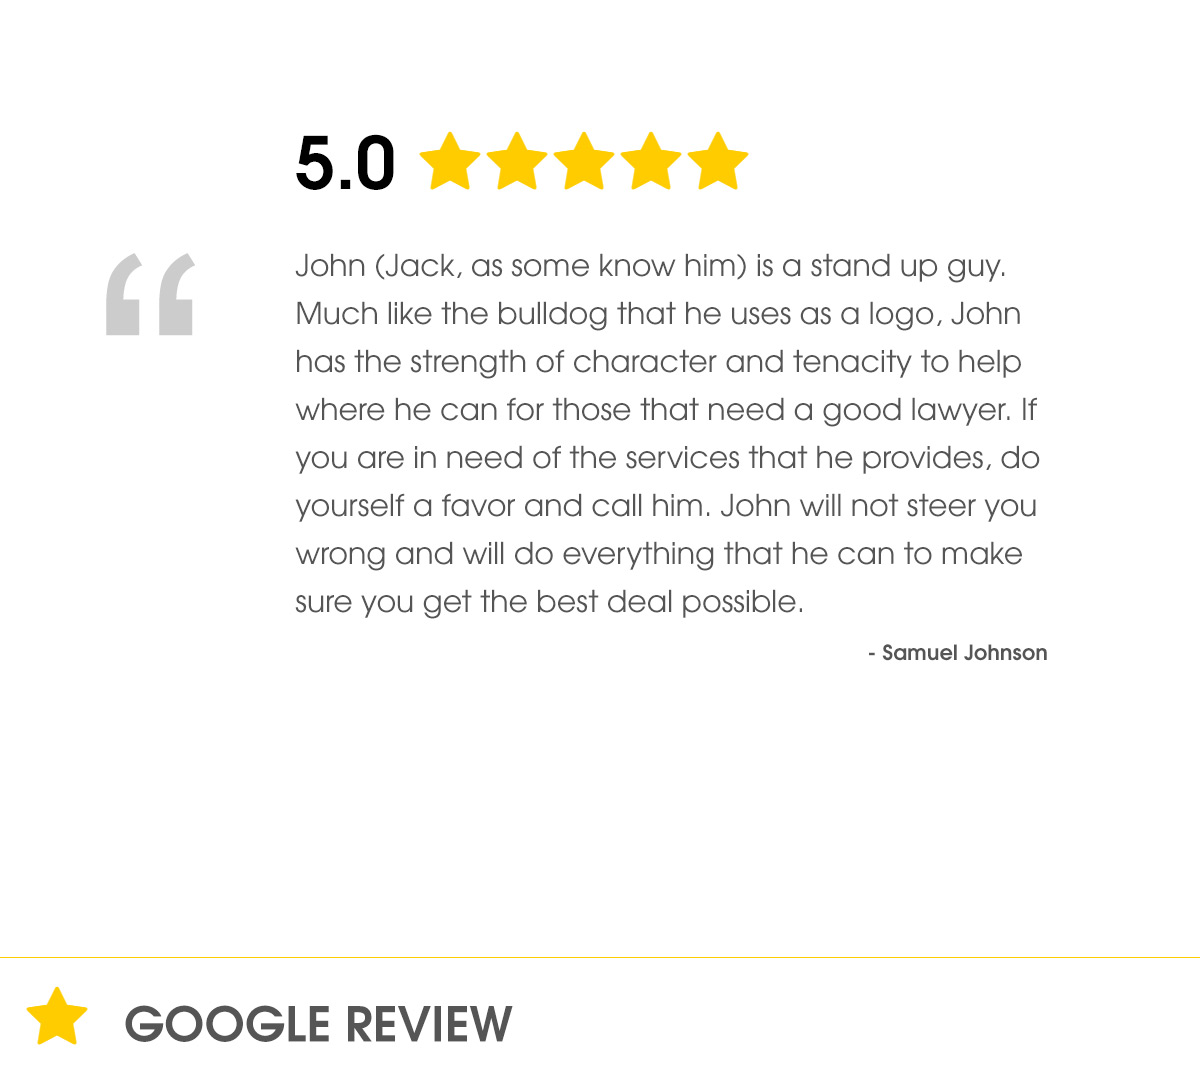 5.0
“
John (Jack, as some know him) is a stand up guy.
Much like the bulldog that he uses as a logo, John
has the strength of character and tenacity to help
where he can for those that need a good lawyer. If
you are in need of the services that he provides, do
yourself a favor and call him. John will not steer you
wrong and will do everything that he can to make
sure you get the best deal possible.
- Samuel Johnson
GOOGLE REVIEW